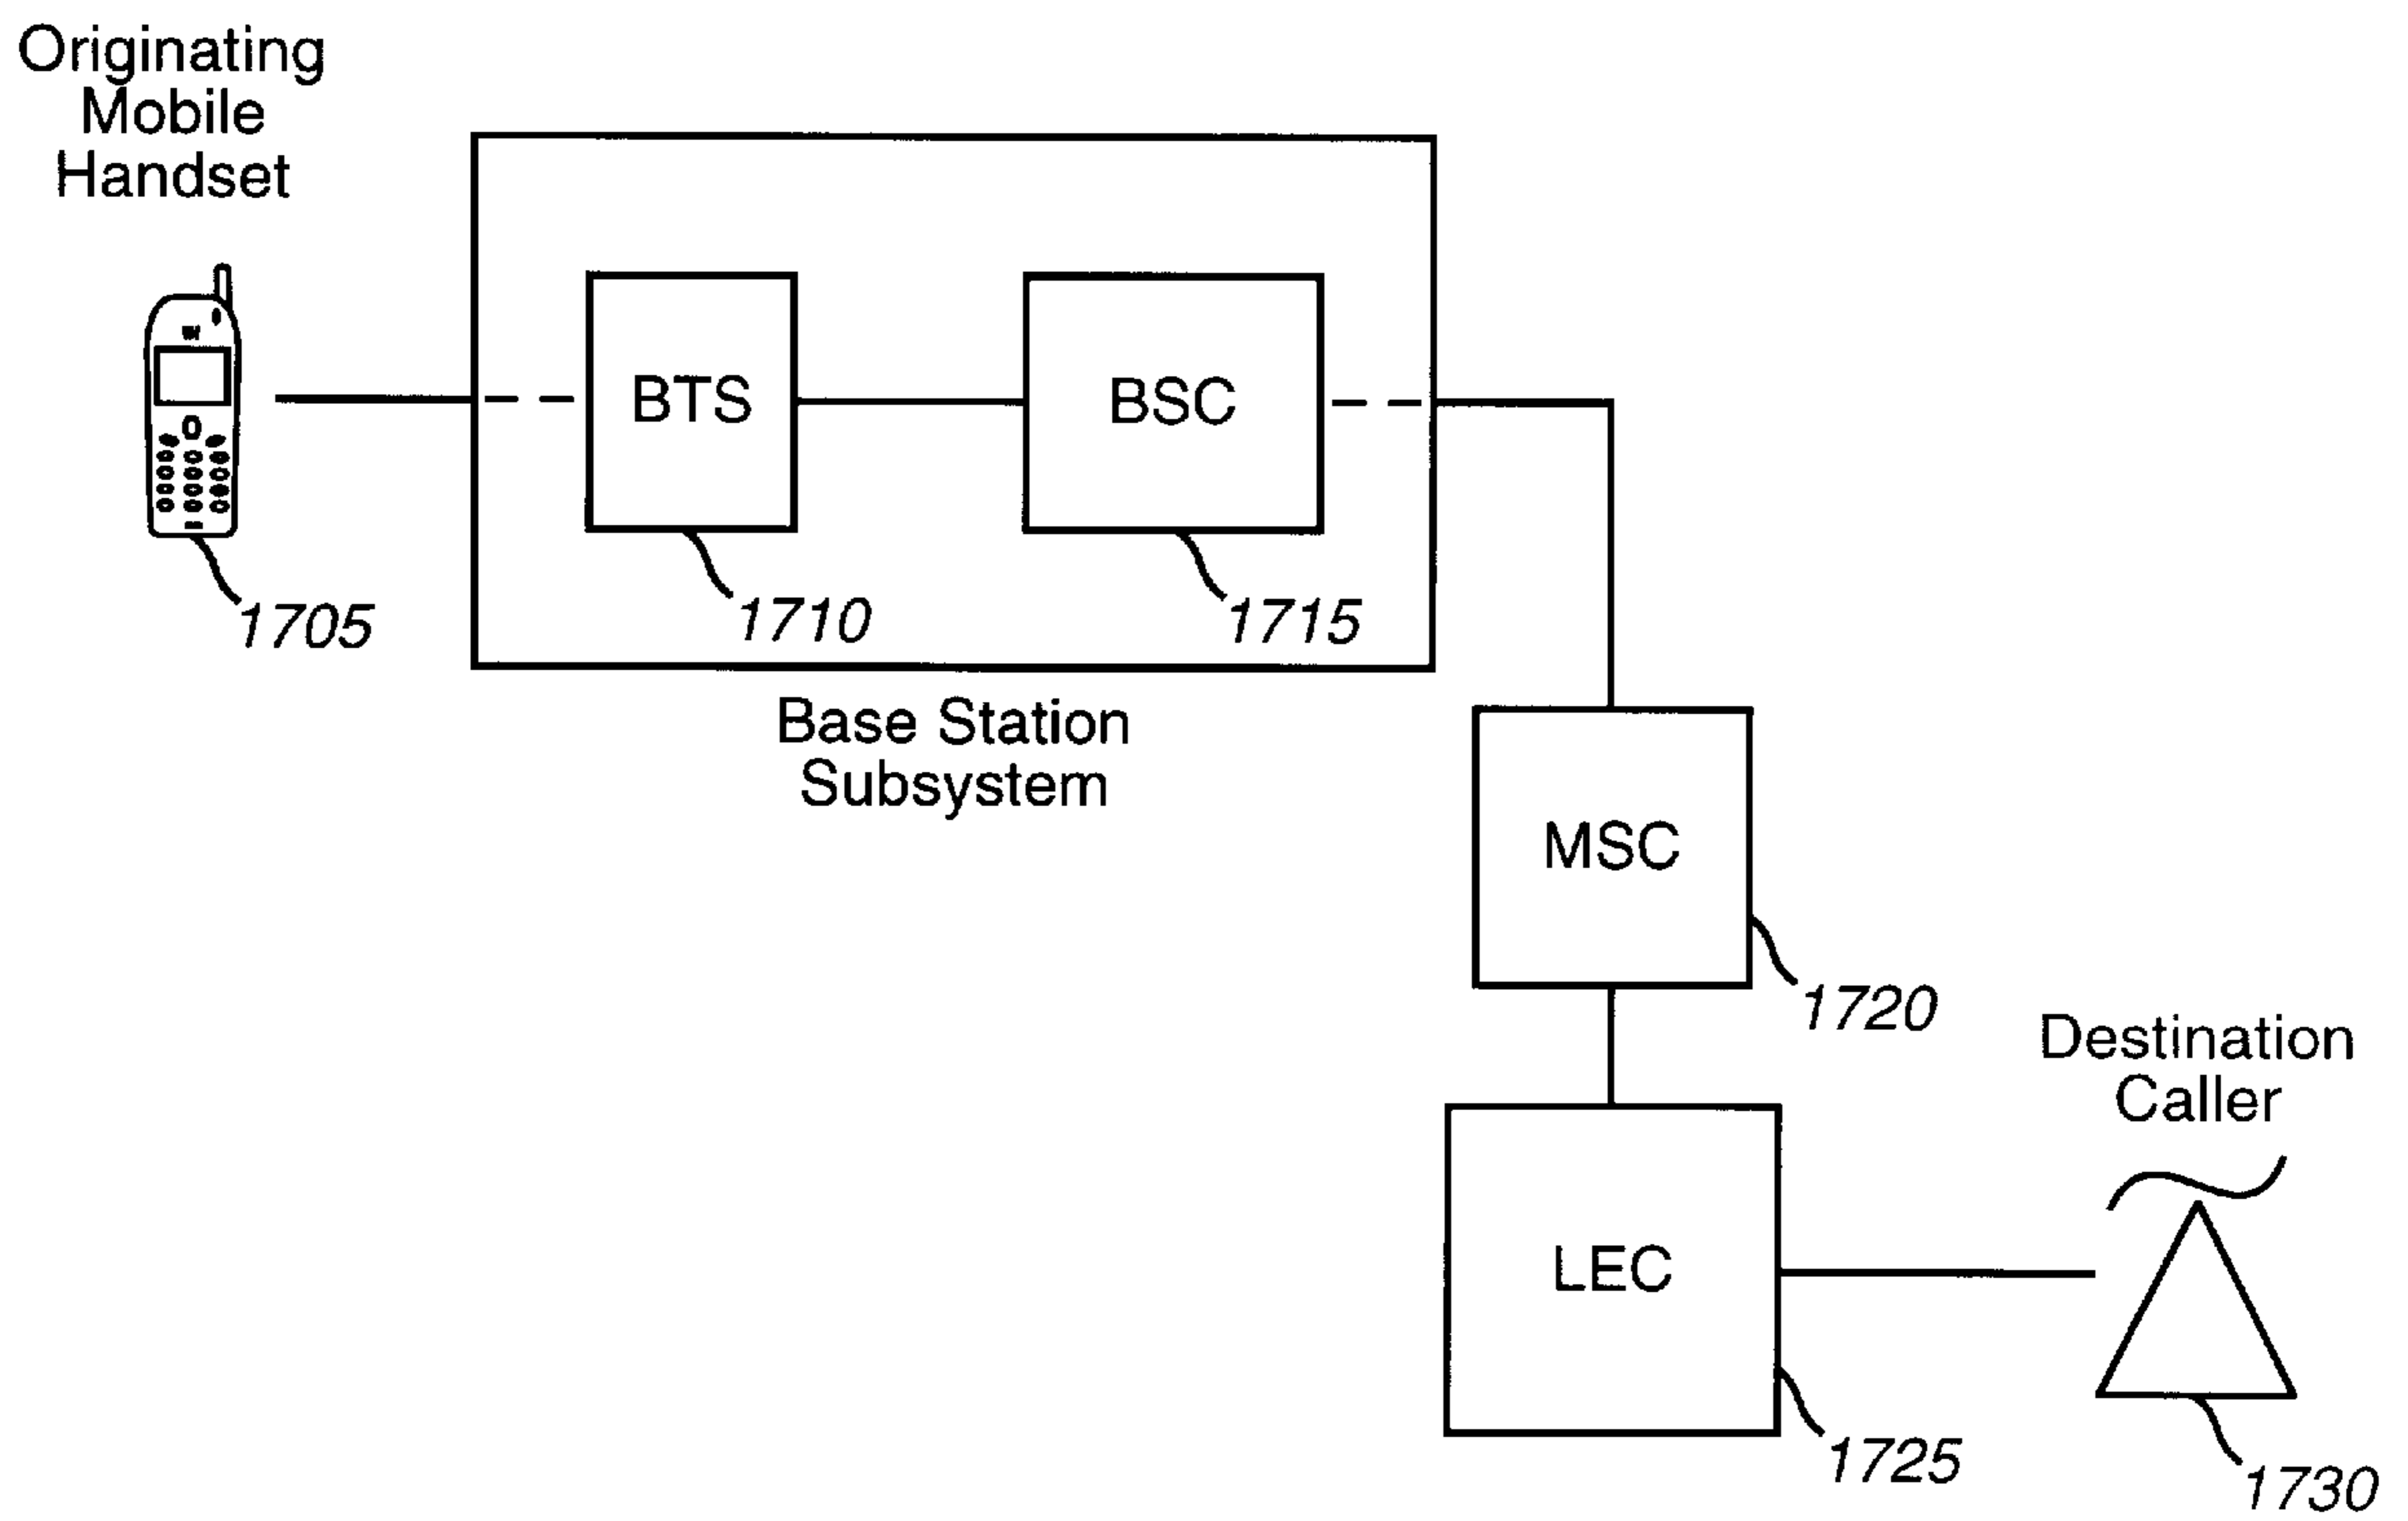 Originating
Mobile
Handset
BTS
BSC
1705
1710
1715
Base Station
Subsystem
MSC
1720
Destination
Caller
LEC
1725
1730